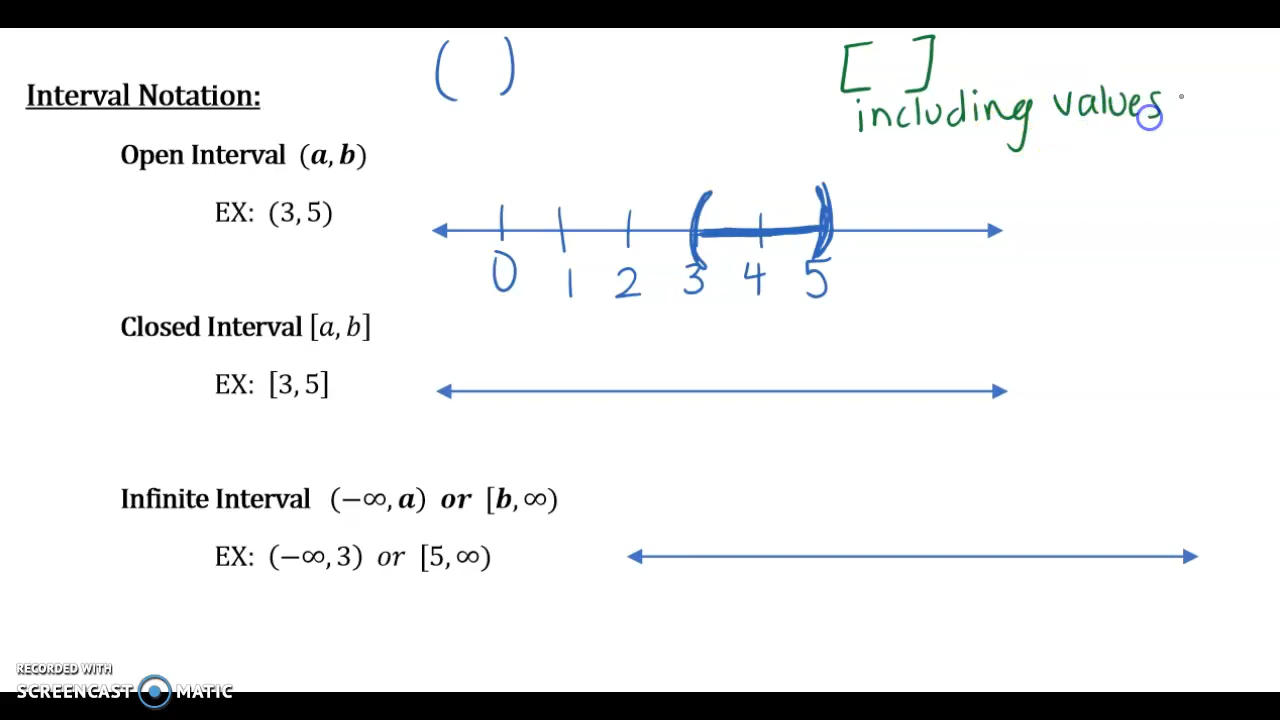 ( )
[ ]
Interval Notation:
including values
Open Interval (a, b)
EX: (3, 5)
( )
0 1 2 3 4 5
Closed Interval [a, b]
EX: [3, 5]
Infinite Interval (−∞, a) or [b, ∞)
EX: (−∞, 3) or [5, ∞)
RECORDED WITH
SCREENCAST MATIC